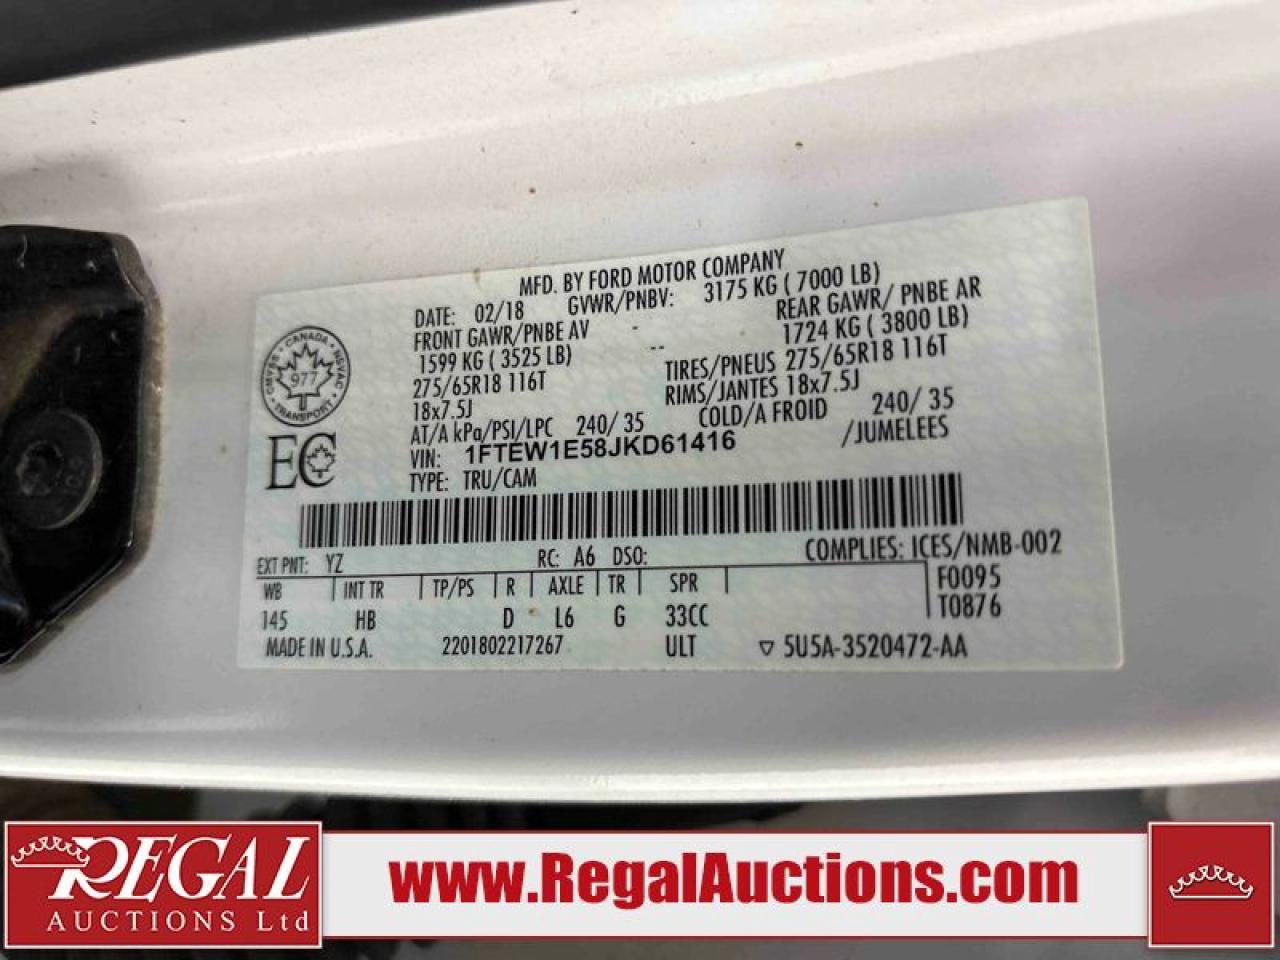 MFD. BY FORD MOTOR COMPANY
DATE: 02/18 GVWR/PNBV: 3175 KG ( 7000 LB)
FRONT GAWR/PNBE AV -- REAR GAWR/ PNBE AR
1599 KG ( 3525 LB) 1724 KG ( 3800 LB)
275/65R18 116T TIRES/PNEUS 275/65R18 116T
18x7.5J RIMS/JANTES 18x7.5J
AT/A kPa/PSI/LPC 240/ 35 COLD/A FROID 240/ 35
VIN: 1FTEW1E58JKD61416 /JUMELEES
TYPE: TRU/CAM
CANADA
CMVSS NSVAC
977
TRANSPORT
EC
EXT PNT: YZ RC: A6 DSO: COMPLIES: ICES/NMB-002
WB INT TR TP/PS R AXLE TR SPR F0095
145 HB D L6 G 33CC T0876
MADE IN U.S.A. 2201802217267 ULT ▽ 5U5A-3520472-AA
REGAL
AUCTIONS Ltd
www.RegalAuctions.com